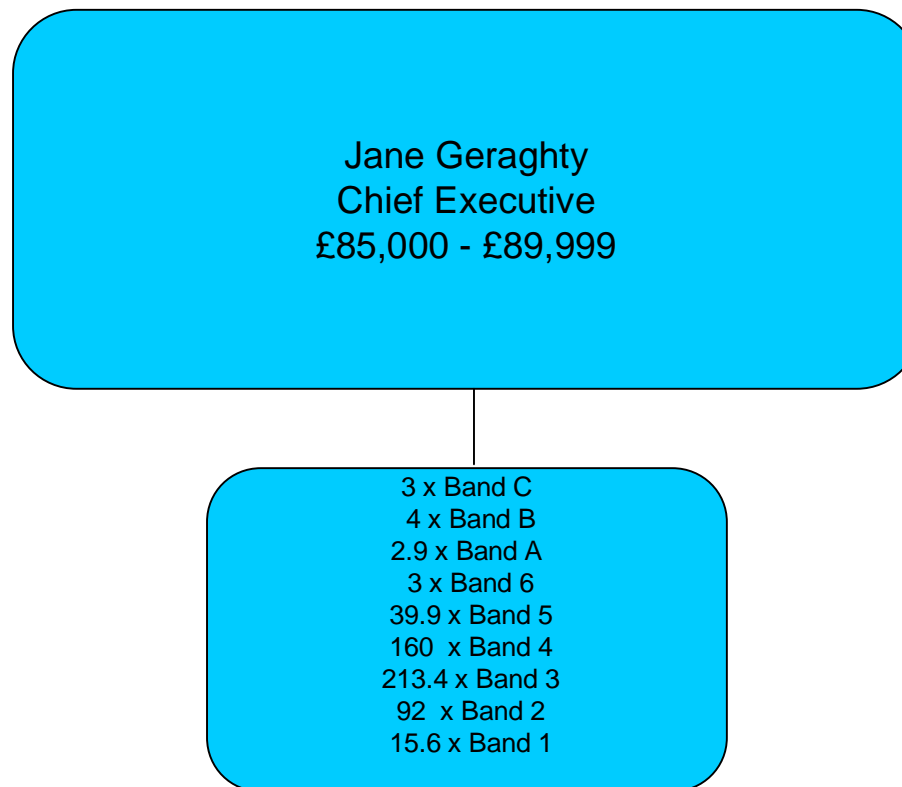 Jane Geraghty
Chief Executive
£85,000 - £89,999
3 x Band C
4 x Band B
2.9 x Band A
3 x Band 6
39.9 x Band 5
160 x Band 4
213.4 x Band 3
92 x Band 2
15.6 x Band 1